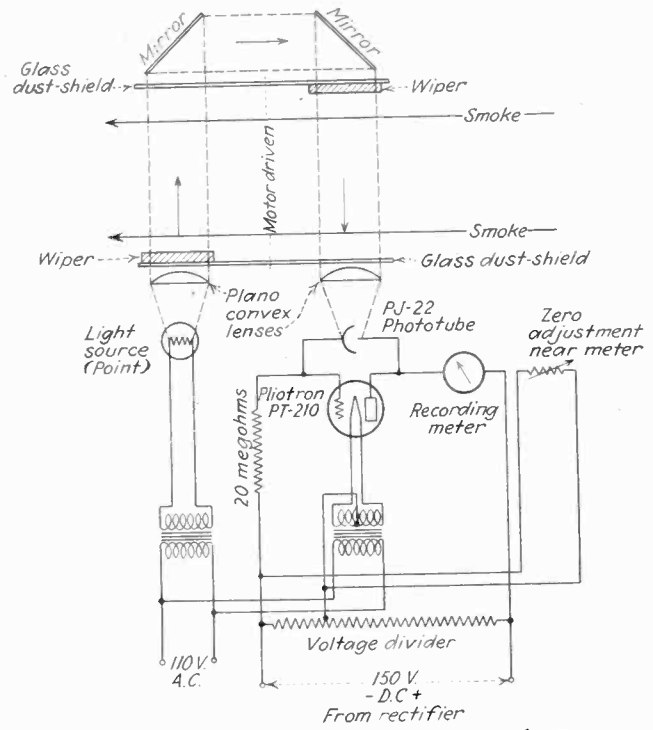 Mirror
Mirror
Glass
dust-shield
Wiper
Smoke
Motor driven
Smoke
Wiper
Glass dust-shield
Plano
convex
lenses
PJ-22
Phototube
Light
source
(Point)
Zero
adjustment
near meter
Pliotron
PT-210
Recording
meter
20 megohms
Voltage divider
110 V.
A.C.
150 V.
- D.C +
From rectifier